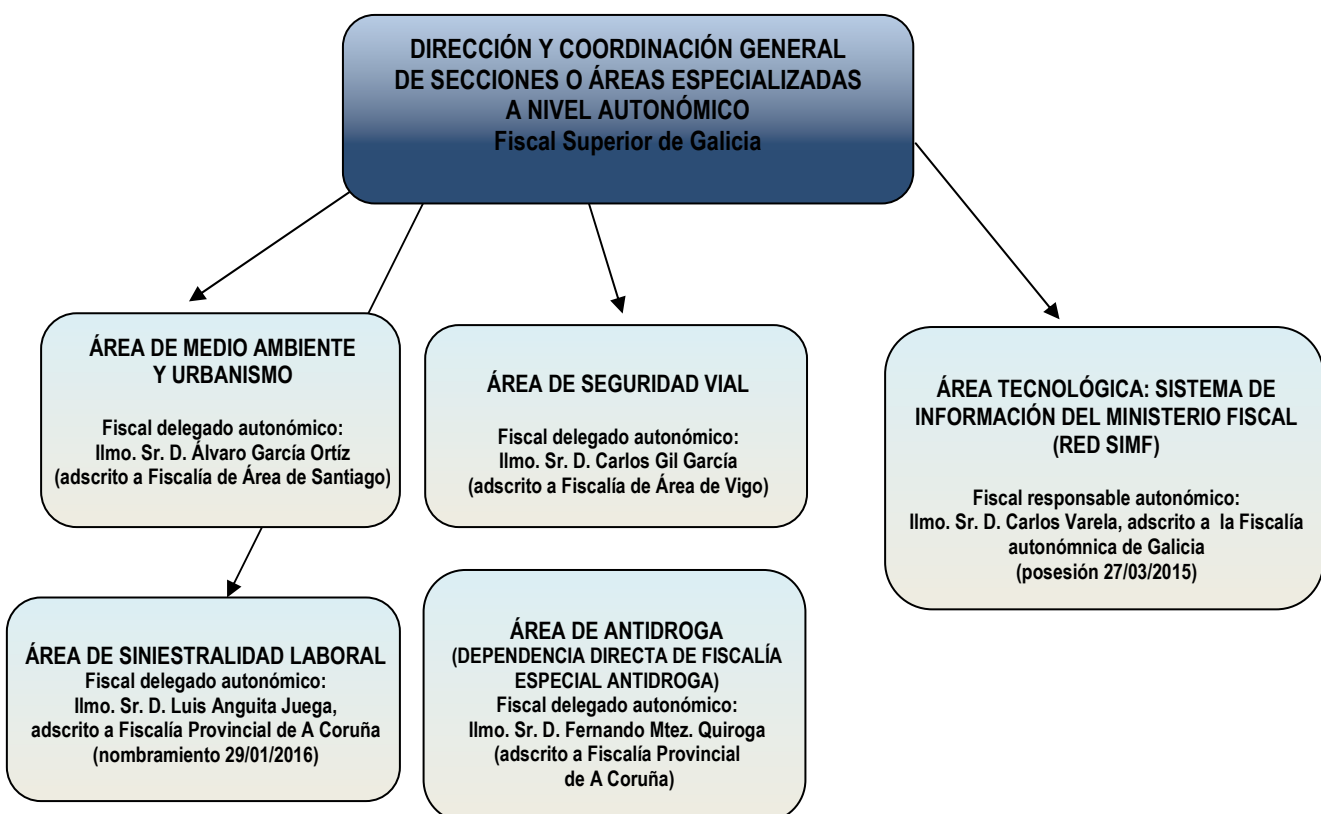 DIRECCIÓN Y COORDINACIÓN GENERAL
DE SECCIONES O ÁREAS ESPECIALIZADAS
A NIVEL AUTONÓMICO
Fiscal Superior de Galicia
ÁREA DE MEDIO AMBIENTE
Y URBANISMO
Fiscal delegado autonómico:
Ilmo. Sr. D. Álvaro García Ortíz
(adscrito a Fiscalía de Área de Santiago)
ÁREA DE SEGURIDAD VIAL
Fiscal delegado autonómico:
Ilmo. Sr. D. Carlos Gil García
(adscrito a Fiscalía de Área de Vigo)
ÁREA TECNOLÓGICA: SISTEMA DE
INFORMACIÓN DEL MINISTERIO FISCAL
(RED SIMF)
Fiscal responsable autonómico:
Ilmo. Sr. D. Carlos Varela, adscrito a la Fiscalía
autonómnica de Galicia
(posesión 27/03/2015)
ÁREA DE SINIESTRALIDAD LABORAL
Fiscal delegado autonómico:
Ilmo. Sr. D. Luis Anguita Juega,
adscrito a Fiscalía Provincial de A Coruña
(nombramiento 29/01/2016)
ÁREA DE ANTIDROGA
(DEPENDENCIA DIRECTA DE FISCALÍA
ESPECIAL ANTIDROGA)
Fiscal delegado autonómico:
Ilmo. Sr. D. Fernando Mtez. Quiroga
(adscrito a Fiscalía Provincial
de A Coruña)